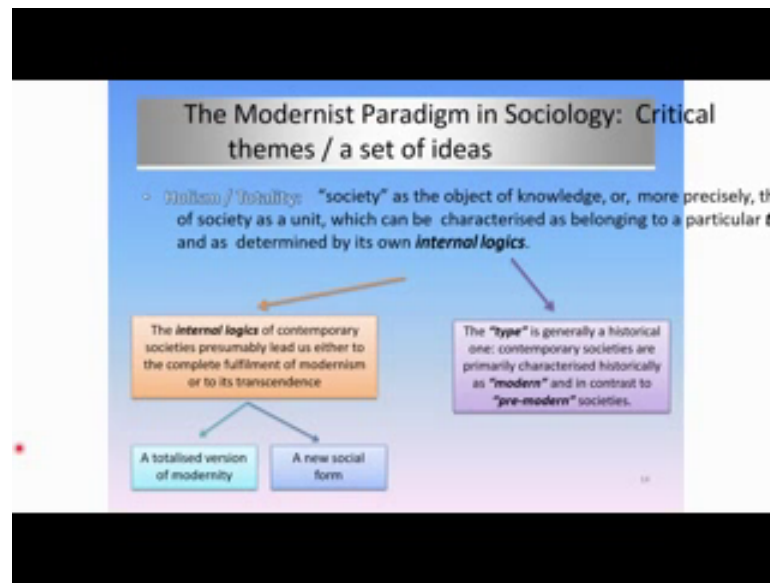 The Modernist Paradigm in Sociology: Critical
themes / a set of ideas
• Holism / Totality: "society" as the object of knowledge, or, more precisely,
of society as a unit, which can be characterised as belonging to a particular
and as determined by its own internal logics.
The internal logics of contemporary
societies presumably lead us either to
the complete fulfilment of modernism
or to its transcendence
The "type" is generally a historical
one: contemporary societies are
primarily characterised historically
as "modern" and in contrast to
"pre-modern" societies.
A totalised version
of modernity
A new social
form